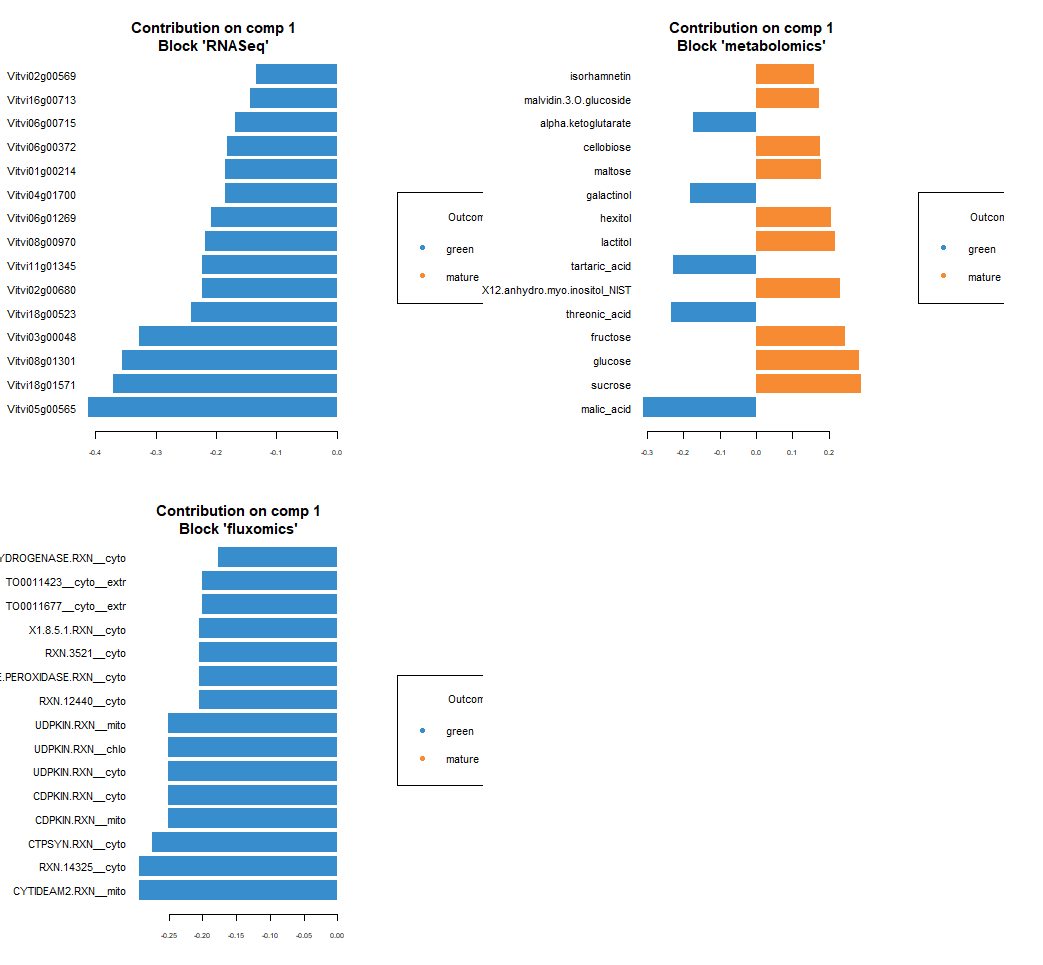 Contribution on comp 1
Block 'RNASeq'
Vitvi02g00569
Vitvi16g00713
Vitvi06g00715
Vitvi06g00372
Vitvi01g00214
Vitvi04g01700
Vitvi06g01269
Vitvi08g00970
Vitvi11g01345
Vitvi02g00680
Vitvi18g00523
Vitvi03g00048
Vitvi08g01301
Vitvi18g01571
Vitvi05g00565
-0.4 -0.3 -0.2 -0.1 0.0
Outcom
green
mature
Contribution on comp 1
Block 'metabolomics'
isorhamnetin
malvidin.3.O.glucoside
alpha.ketoglutarate
cellobiose
maltose
galactinol
hexitol
lactitol
tartaric_acid
X12.anhydro.myo.inositol_NIST
threonic_acid
fructose
glucose
sucrose
malic_acid
-0.3 -0.2 -0.1 0.0 0.1 0.2
Outcom
green
mature
Contribution on comp 1
Block 'fluxomics'
YDROGENASE.RXN__cyto
TO0011423__cyto__extr
TO0011677__cyto__extr
X1.8.5.1.RXN__cyto
RXN.3521__cyto
E.PEROXIDASE.RXN__cyto
RXN.12440__cyto
UDPKIN.RXN__mito
UDPKIN.RXN__chlo
UDPKIN.RXN__cyto
CDPKIN.RXN__cyto
CDPKIN.RXN__mito
CTPSYN.RXN__cyto
RXN.14325__cyto
CYTIDEAM2.RXN__mito
-0.25 -0.20 -0.15 -0.10 -0.05 0.00
Outcom
green
mature